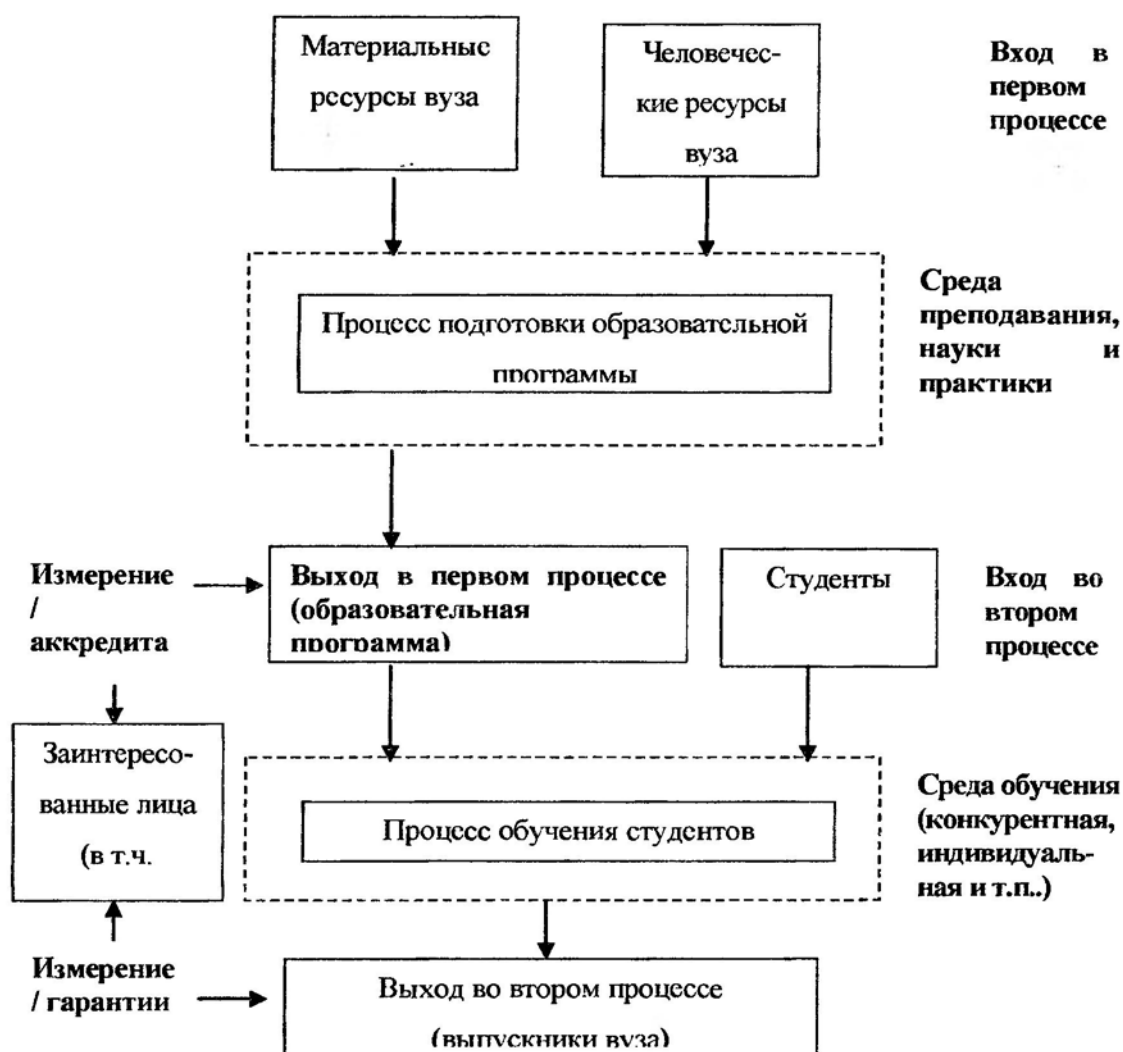 Материальные
ресурсы вуза
Человечес-
кие ресурсы
вуза
Вход в
первом
процессе
Среда
преподавания,
науки и
практики
Процесс подготовки образовательной
программы
Измерение
/
аккредита
Выход в первом процессе
(образовательная
программа)
Студенты
Вход во
втором
процессе
Заинтересо-
ванные лица
(в т.ч.
Процесс обучения студентов
Среда обучения
(конкурентная,
индивидуаль-
ная и т.п..)
Измерение
/ гарантии
Выход во втором процессе
(выпускники вуза)